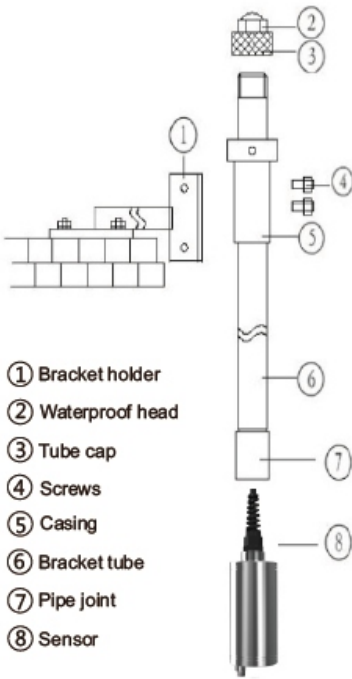 ②
③
①
④
⑤
⑥
⑦
⑧
① Bracket holder
② Waterproof head
③ Tube cap
④ Screws
⑤ Casing
⑥ Bracket tube
⑦ Pipe joint
⑧ Sensor